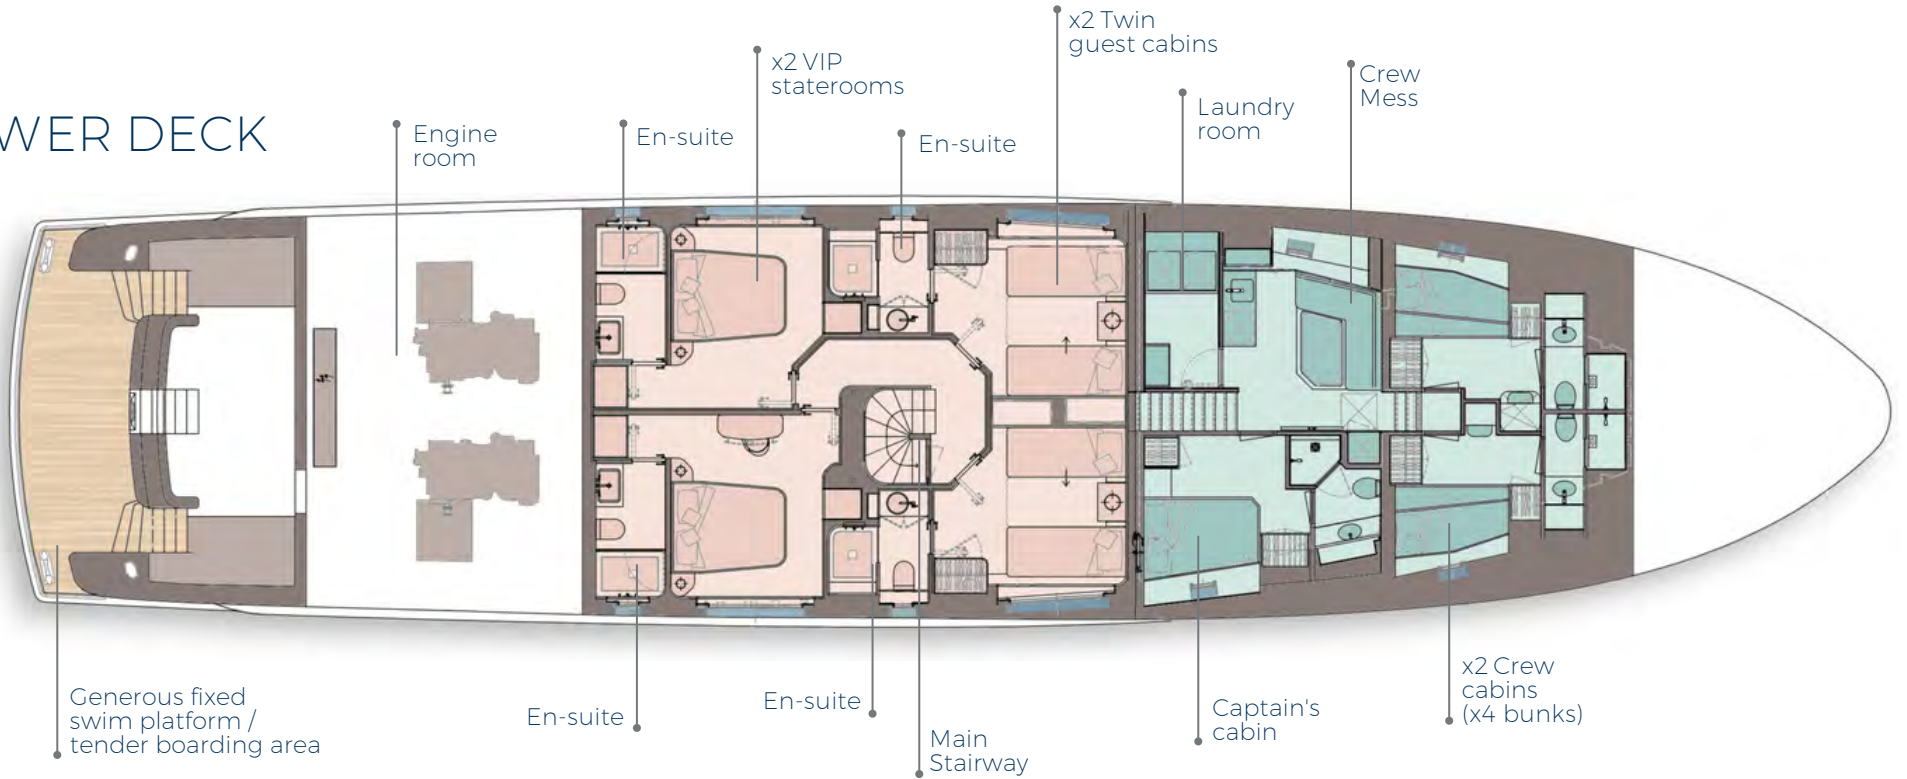 WER DECK
x2 Twin
guest cabins
x2 VIP
staterooms
Crew
Mess
Laundry
room
Engine
room
En-suite
En-suite
Generous fixed
swim platform /
tender boarding area
En-suite
En-suite
Main
Stairway
Captain's
cabin
x2 Crew
cabins
(x4 bunks)